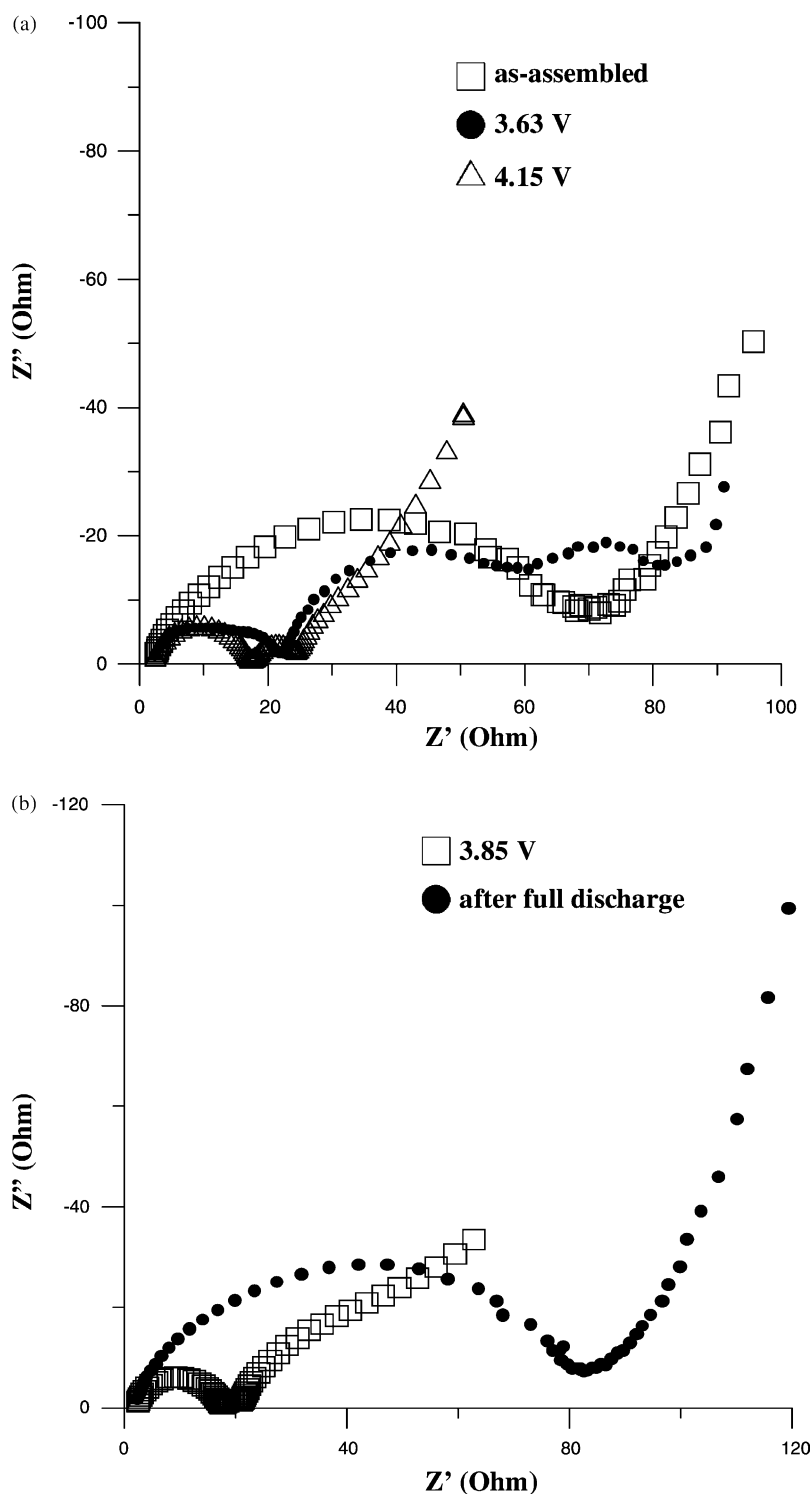 (a)
-100
-80
-60
-40
-20
0
Z’’ (Ohm)
as-assembled
3.63 V
4.15 V
0 20 40 60 80 100
Z’ (Ohm)
(b)
-120
-80
-40
0
Z’’ (Ohm)
3.85 V
after full discharge
0 40 80 120
Z’ (Ohm)